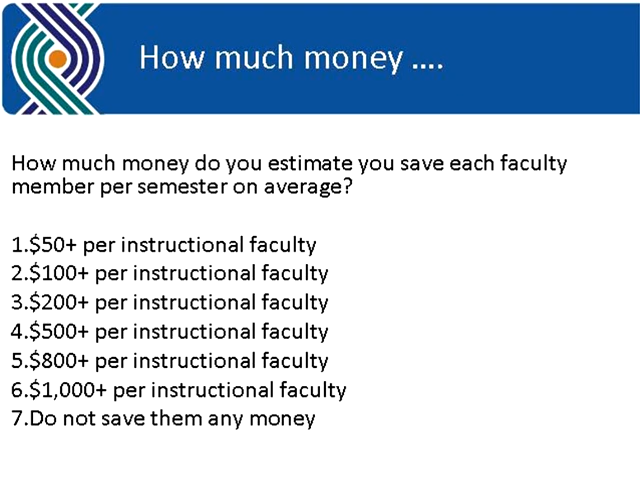 How much money ....
How much money do you estimate you save each faculty
member per semester on average?
1.$50+ per instructional faculty
2.$100+ per instructional faculty
3.$200+ per instructional faculty
4.$500+ per instructional faculty
5.$800+ per instructional faculty
6.$1,000+ per instructional faculty
7.Do not save them any money